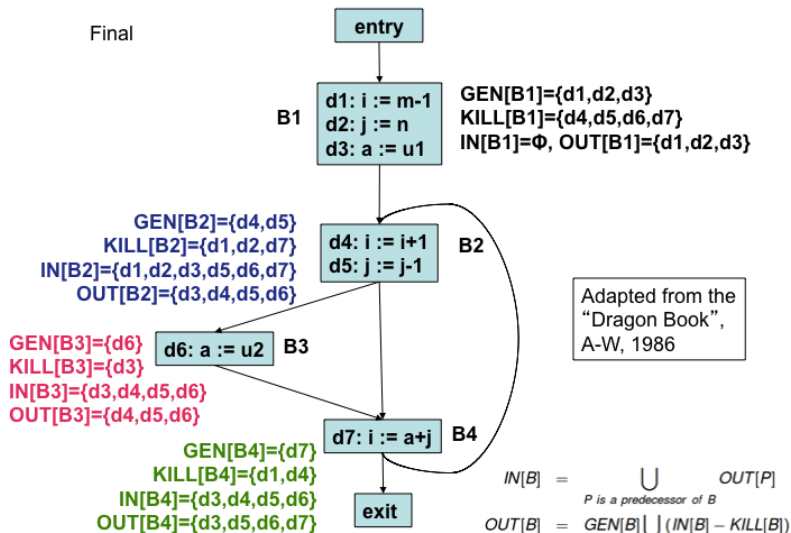 Final
entry
B1
d1: i := m-1
d2: j := n
d3: a := u1
GEN[B1]={d1,d2,d3}
KILL[B1]={d4,d5,d6,d7}
IN[B1]=Φ, OUT[B1]={d1,d2,d3}
GEN[B2]={d4,d5}
KILL[B2]={d1,d2,d7}
IN[B2]={d1,d2,d3,d5,d6,d7}
OUT[B2]={d3,d4,d5,d6}
d4: i := i+1
d5: j := j-1
B2
Adapted from the
“Dragon Book”,
A-W, 1986
GEN[B3]={d6}
KILL[B3]={d3}
IN[B3]={d3,d4,d5,d6}
OUT[B3]={d4,d5,d6}
d6: a := u2
B3
d7: i := a+j
B4
GEN[B4]={d7}
KILL[B4]={d1,d4}
IN[B4]={d3,d4,d5,d6}
OUT[B4]={d3,d5,d6,d7}
exit
IN[B] = ⋃ OUT[P]
P is a predecessor of B
OUT[B] = GEN[B] ⋃ (IN[B] − KILL[B])